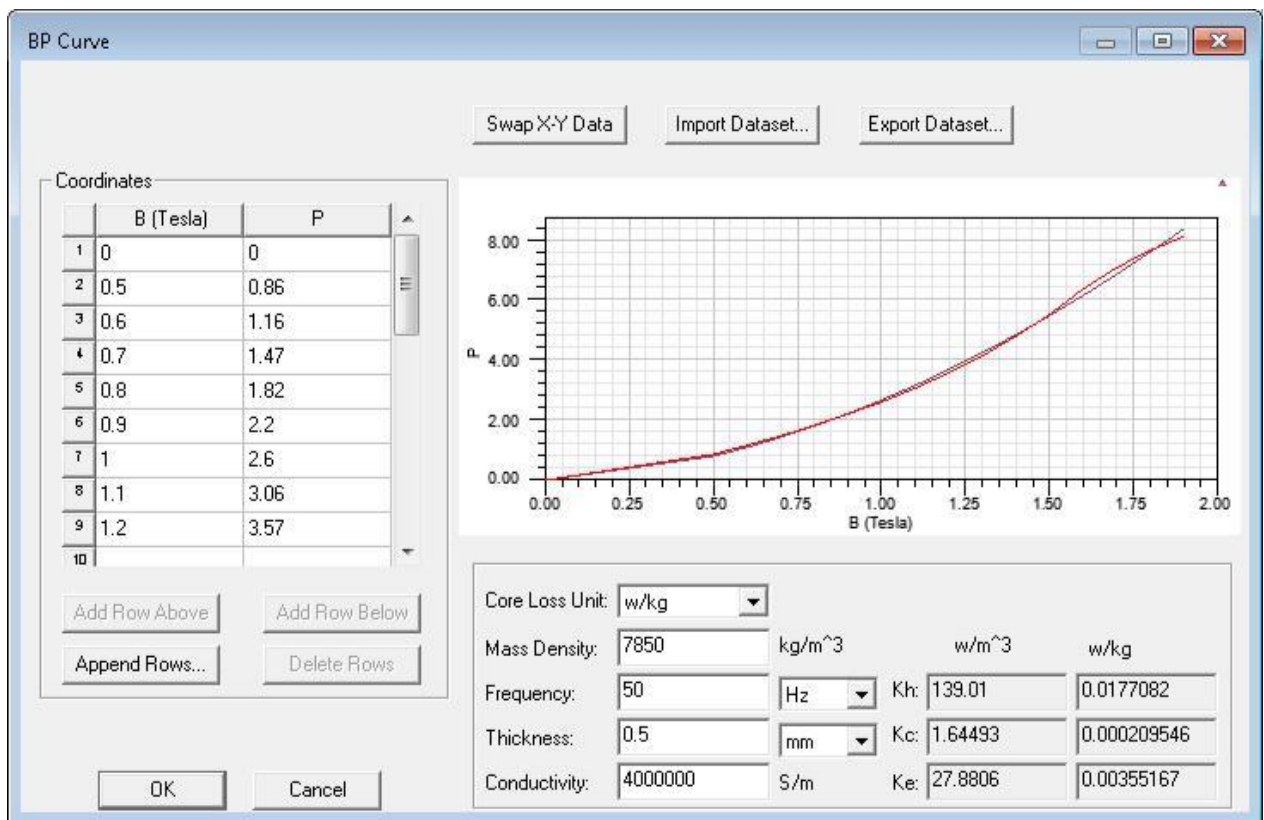 BP Curve
Swap X-Y Data Import Dataset... Export Dataset...
Coordinates
B (Tesla) P
1 0 0
2 0.5 0.86
3 0.6 1.16
4 0.7 1.47
5 0.8 1.82
6 0.9 2.2
7 1 2.6
8 1.1 3.06
9 1.2 3.57
10
Add Row Above Add Row Below
Append Rows... Delete Rows
OK Cancel
8.00
6.00
P 4.00
2.00
0.00
0.00 0.25 0.50 0.75 1.00 1.25 1.50 1.75 2.00
B (Tesla)
Core Loss Unit: w/kg
Mass Density: 7850 kg/m^3 w/m^3 w/kg
Frequency: 50 Hz Kh: 139.01 0.0177082
Thickness: 0.5 mm Kc: 1.64493 0.000209546
Conductivity: 4000000 S/m Ke: 27.8806 0.00355167